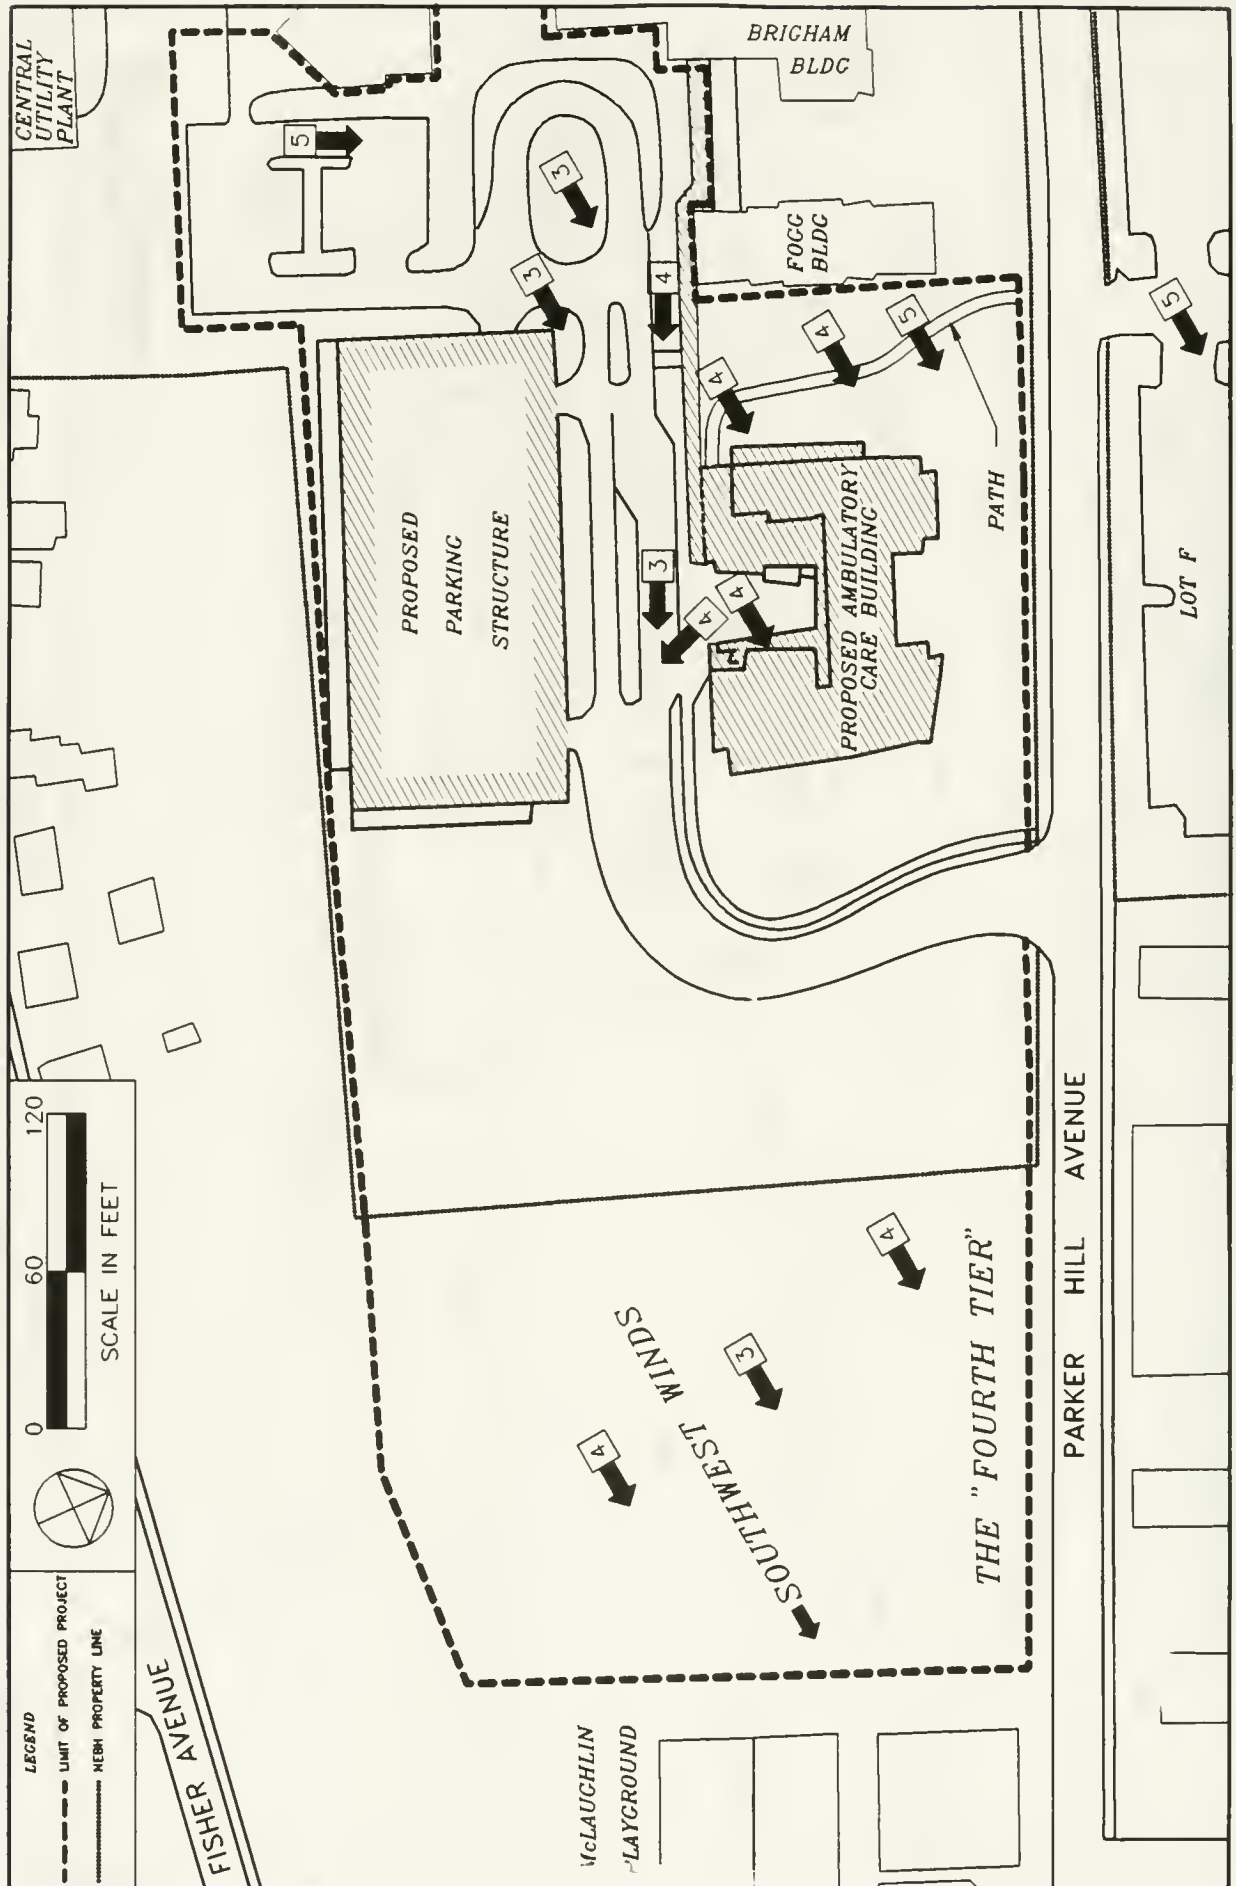 CENTRAL
UTILITY
PLANT
BRIGHAM
BLDG
5
3
3
4
FOGG
BLDG
4
5
5
4
PATH
PROPOSED
PARKING
STRUCTURE
3
4
4
PROPOSED AMBULATORY
CARE BUILDING
LOT F
0 60 120
SCALE IN FEET
4
3
4
SOUTHWEST WINDS
THE "FOURTH TIER"
PARKER HILL AVENUE
LEGEND
LIMIT OF PROPOSED PROJECT
NEBH PROPERTY LINE
FISHER AVENUE
McLAUGHLIN
PLAYGROUND